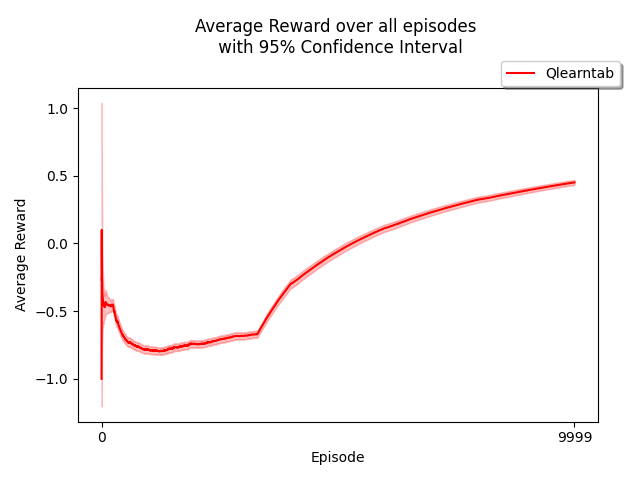 Average Reward over all episodes
with 95% Confidence Interval
Qlearntab
1.0
0.5
0.0
−0.5
−1.0
Average Reward
0
9999
Episode